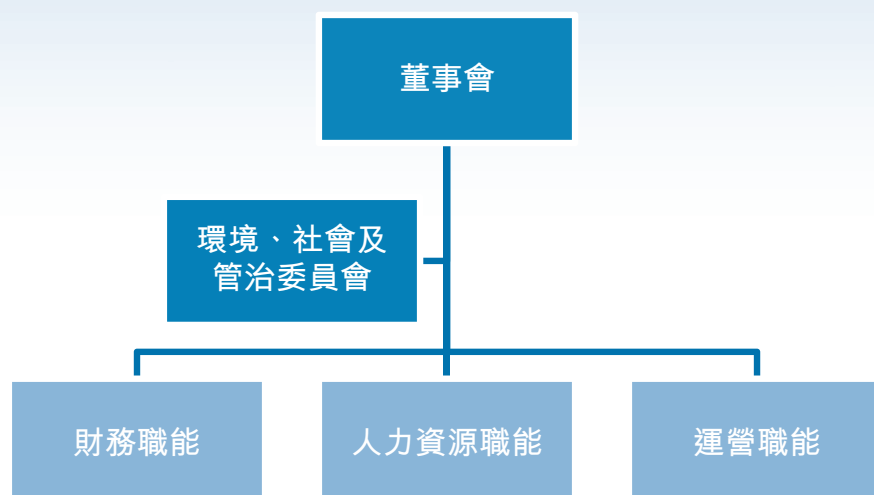 董事會
環境、社會及
管治委員會
財務職能
人力資源職能
運營職能